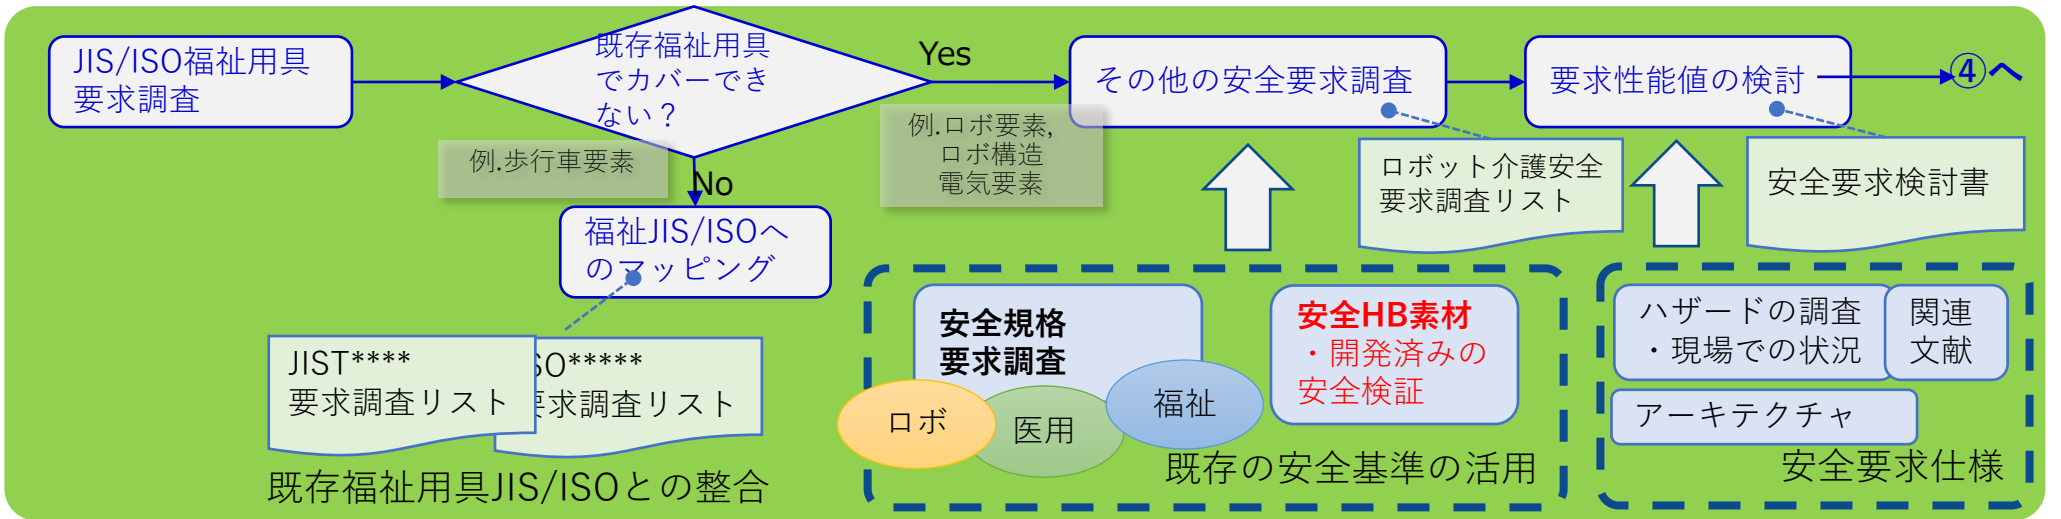 JIS/ISO福祉用具
要求調査
既存福祉用具
でカバーでき
ない？
Yes
その他の安全要求調査
要求性能値の検討
④へ
例.歩行車要素
No
例.ロボ要素,
ロボ構造
電気要素
福祉JIS/ISOへ
のマッピング
ロボット介護安全
要求調査リスト
安全要求検討書
JIST****
要求調査リスト
SO*****
要求調査リスト
既存福祉用具JIS/ISOとの整合
安全規格
要求調査
ロボ
医用
福祉
安全HB素材
・開発済みの
安全検証
既存の安全基準の活用
ハザードの調査
・現場での状況
関連
文献
アーキテクチャ
安全要求仕様